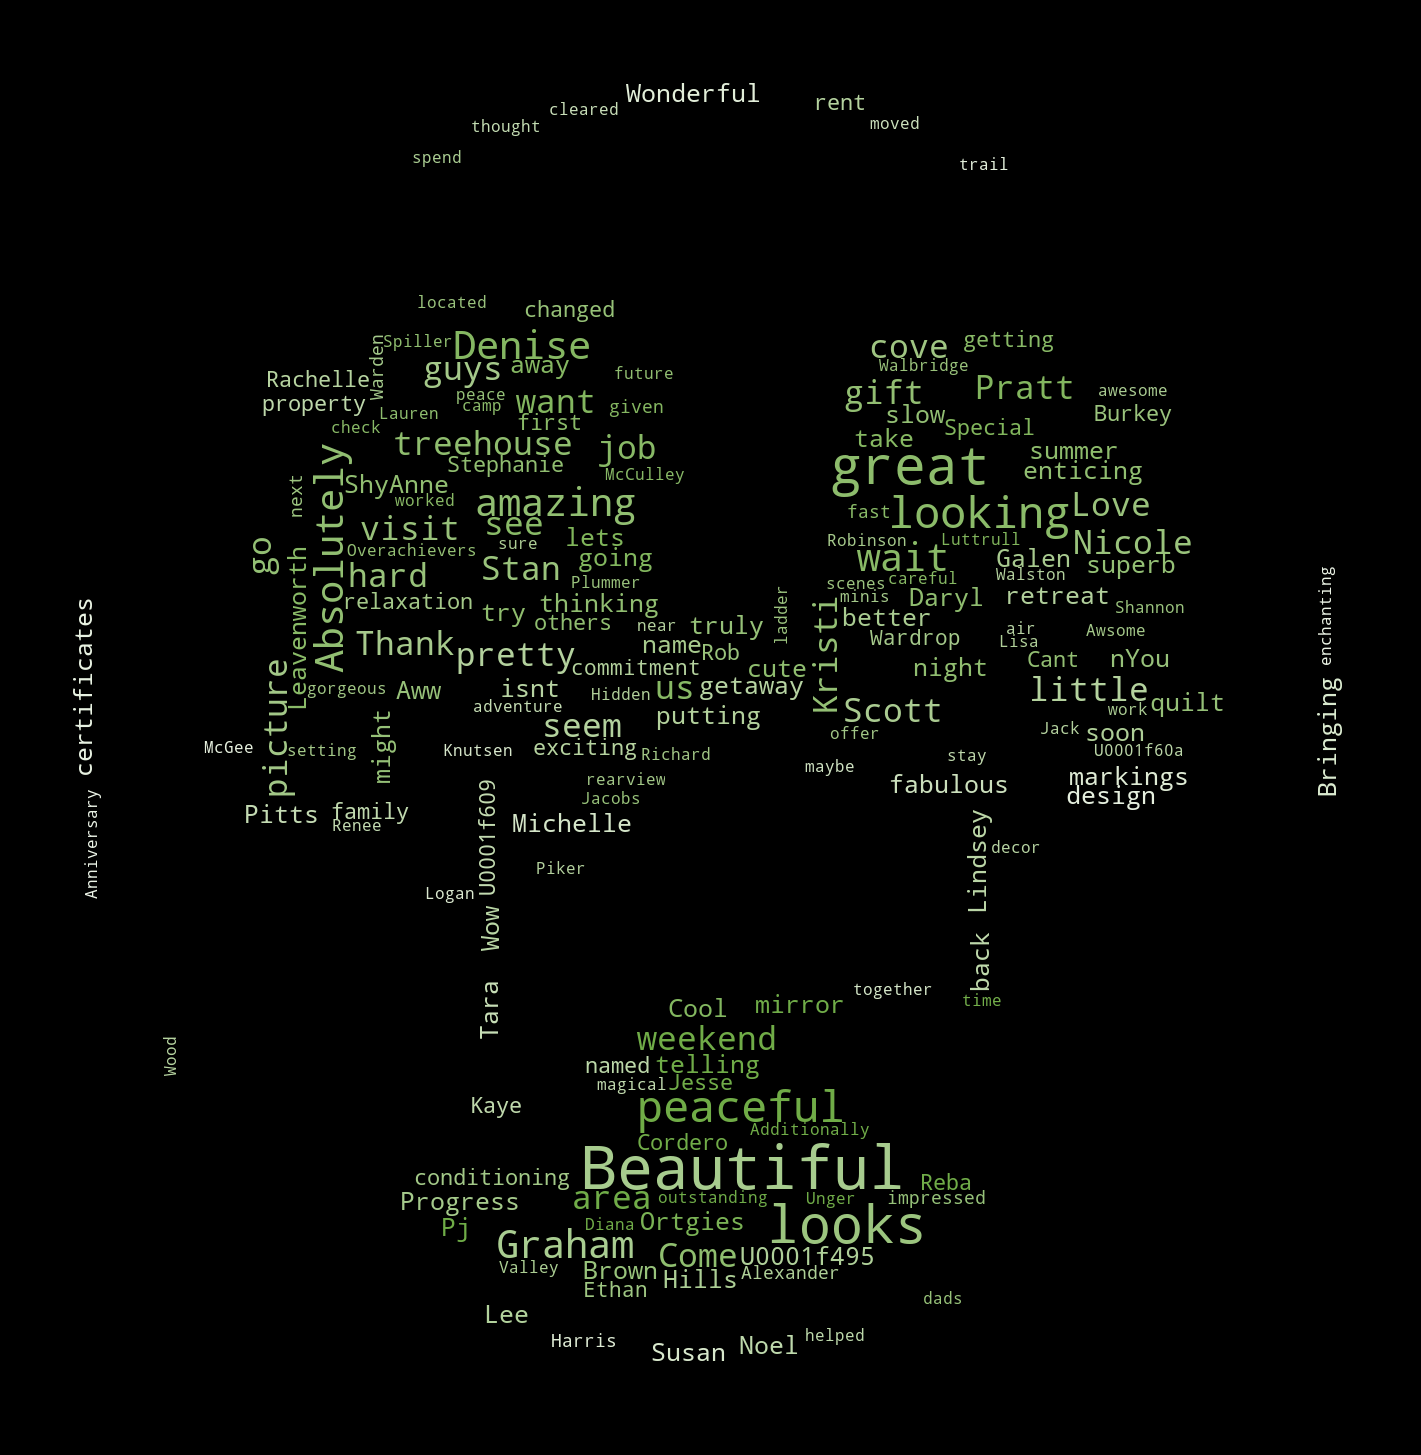 Wonderful
cleared
rent
thought
moved
spend
trail
located
changed
Spiller
Denise
Warden
cove
getting
guys
away
Walbridge
Rachelle
future
gift
Pratt
awesome
property
peace
camp
want
given
slow
Burkey
Lauren
first
Special
check
treehouse
job
take
summer
Stephanie
McCulley
great
enticing
ShyAnne
next
worked
amazing
looking
Love
Absolutely
visit
see
fast
go
Overachievers
sure
lets
Robinson
Luttrull
Nicole
going
wait
Galen
superb
hard
Stan
Plummer
scenes
careful
Walston
Leavenworth
relaxation
thinking
minis
Daryl
retreat
Shannon
try
others
ladder
better
enchanting
near
truly
air
Awsome
Thank
pretty
name
Rob
Wardrop
Lisa
Kristi
commitment
cute
night
Cant
nYou
certificates
gorgeous
Aww
isnt
Hidden
us
getaway
little
picture
adventure
Scott
work
quilt
putting
seem
offer
Jack
soon
Bringing
McGee
setting
might
Knutsen
exciting
Richard
maybe
stay
U0001f60a
rearview
fabulous
markings
Jacobs
design
Pitts
family
Renee
U0001f609
Michelle
Anniversary
Lindsey
decor
Piker
Logan
Wow
back
together
Tara
Cool
mirror
time
weekend
Wood
named
telling
magical
Jesse
Kaye
peaceful
Additionally
Cordero
Beautiful
conditioning
Reba
Progress
area
outstanding
Unger
impressed
Pj
Diana
Ortgies
looks
Graham
Come
U0001f495
Valley
Brown
Hills
Alexander
Ethan
dads
Lee
Harris
Susan
Noel
helped